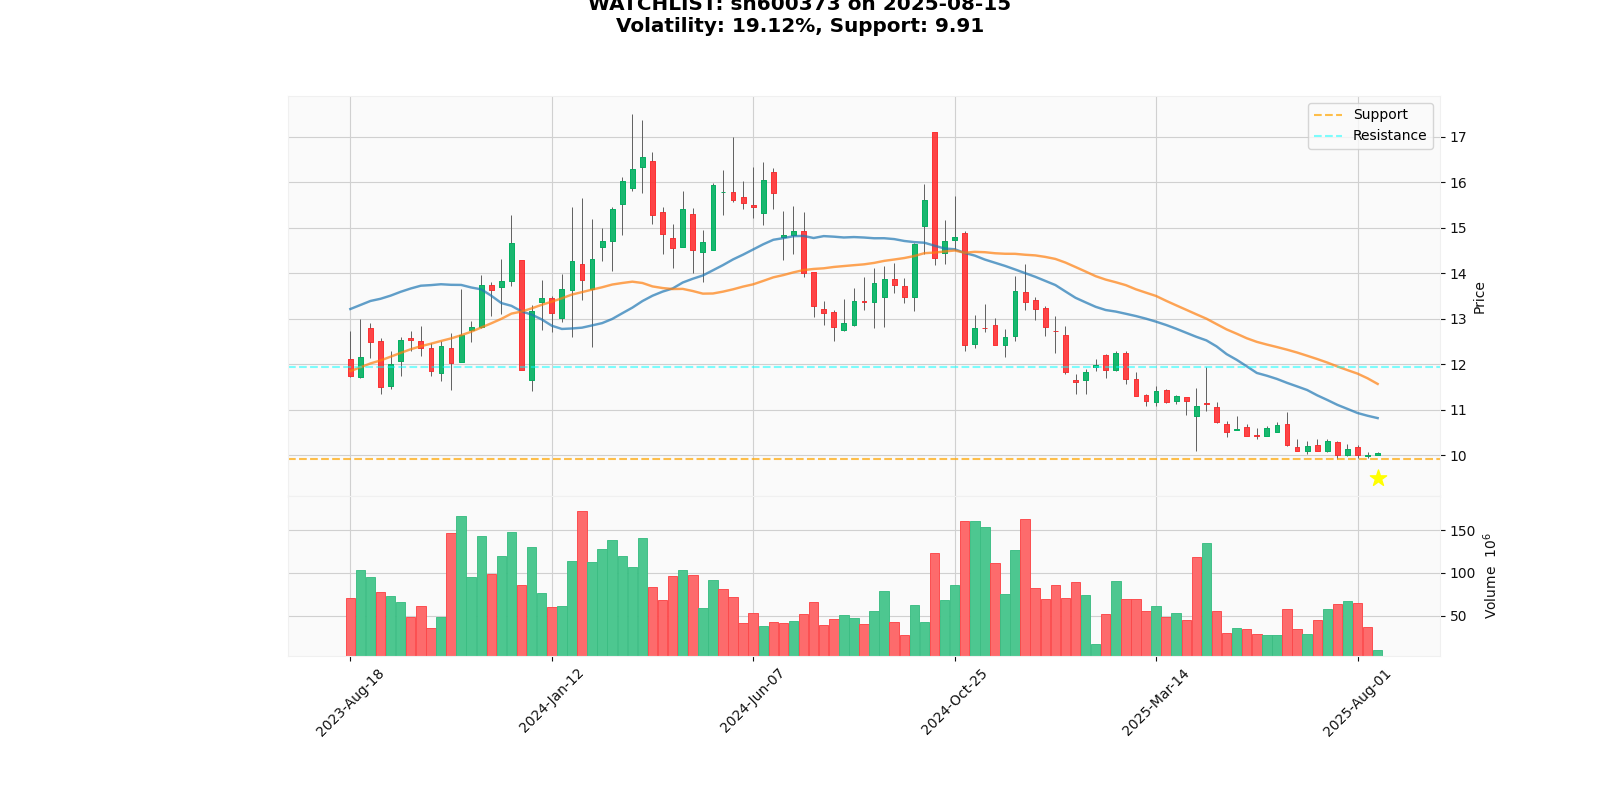 WATCHLIST: sh600373 on 2025-08-15
Volatility: 19.12%, Support: 9.91
Support
Resistance
17
16
15
14
13
12
11
10
Price
150
100
50
Volume 10⁶
2023-Aug-18
2024-Jan-12
2024-Jun-07
2024-Oct-25
2025-Mar-14
2025-Aug-01